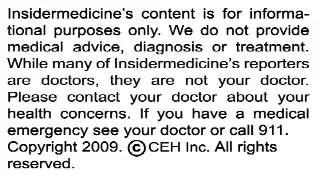 Insidermedicine's content is for informa-
tional purposes only. We do not provide
medical advice, diagnosis or treatment.
While many of Insidermedicine's reporters
are doctors, they are not your doctor.
Please contact your doctor about your
health concerns. If you have a medical
emergency see your doctor or call 911.
Copyright 2009. ©CEH Inc. All rights
reserved.